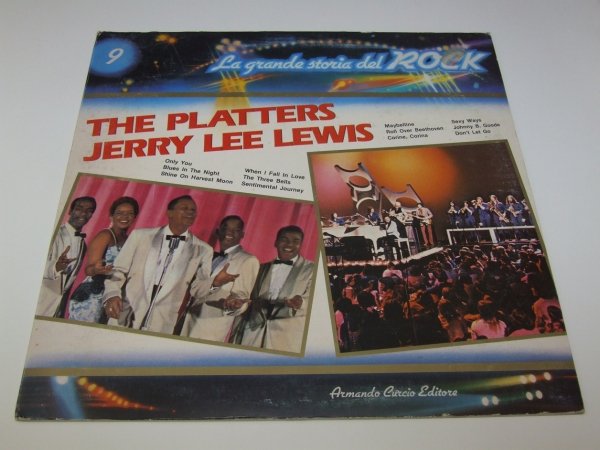 9
La grande storia del ROCK
THE PLATTERS
JERRY LEE LEWIS
Only You
Blues In The Night
Shine On Harvest Moon
When I Fall In Love
The Three Bells
Sentimental Journey
Maybelline
Roll Over Beethoven
Corine, Corina
Sexy Ways
Johnny B. Goode
Don't Let Go
Armando Curcio Editore